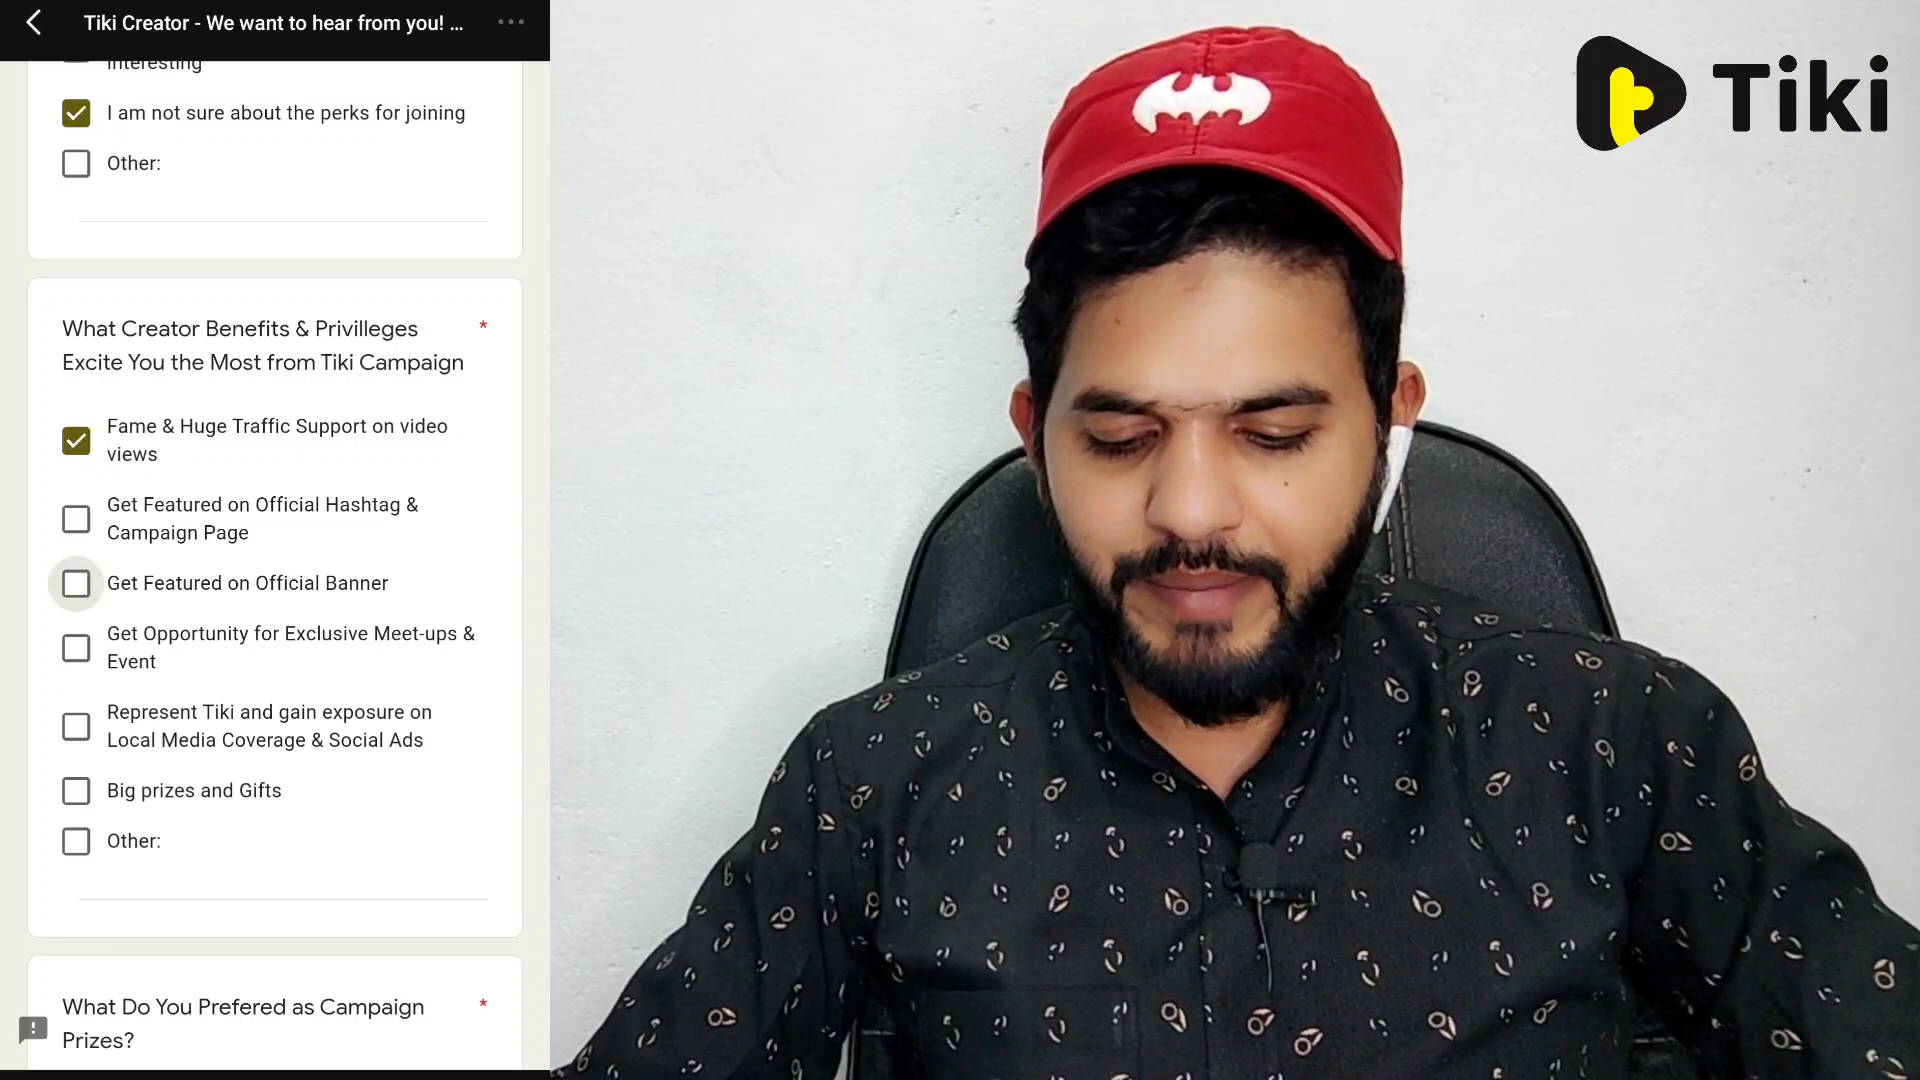 Tiki Creator - We want to hear from you! ...
interesting
I am not sure about the perks for joining
Other:
What Creator Benefits & Privilleges *
Excite You the Most from Tiki Campaign
Fame & Huge Traffic Support on video
views
Get Featured on Official Hashtag &
Campaign Page
Get Featured on Official Banner
Get Opportunity for Exclusive Meet-ups &
Event
Represent Tiki and gain exposure on
Local Media Coverage & Social Ads
Big prizes and Gifts
Other:
What Do You Prefered as Campaign *
Prizes?
Tiki